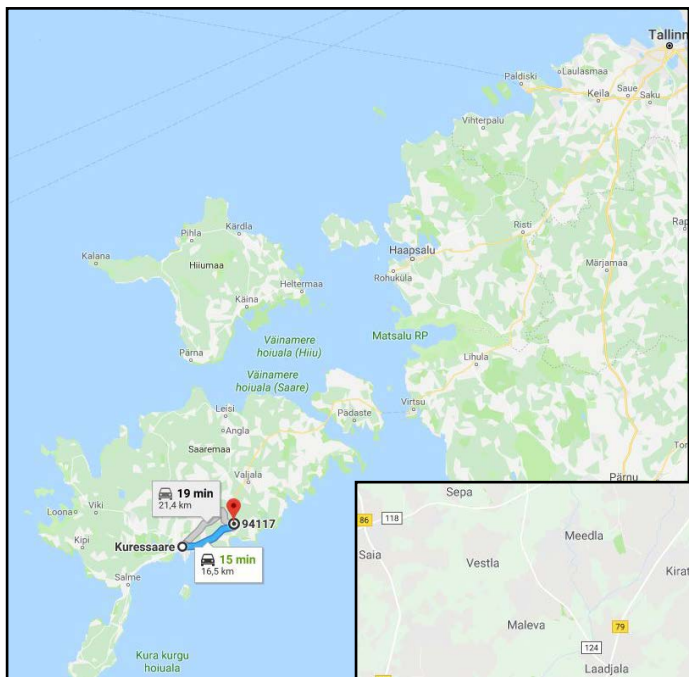 Tallinn
Paldiski
Laulasmaa
Keila
Saue
Saku
Vihterpalu
Pihla
Kärdla
Kalana
Hiiumaa
Haapsalu
Risti
Rap
Rohuküla
Märjamaa
Heltermaa
Käina
Väinamere
hoiuala (Hiiu)
Matsalu RP
Pärna
Lihula
Väinamere
hoiuala (Saare)
Leisi
Angla
Pädaste
Virtsu
Saaremaa
Valjala
Tor
Pärnu
19 min
21,4 km
Viki
Loona
Kipi
94117
Kuressaare
15 min
16,5 km
Salme
Kura kurgu
hoiuala
Sepa
86
118
Meedla
Saia
Vestla
Kirat
Maleva
79
124
Laadjala